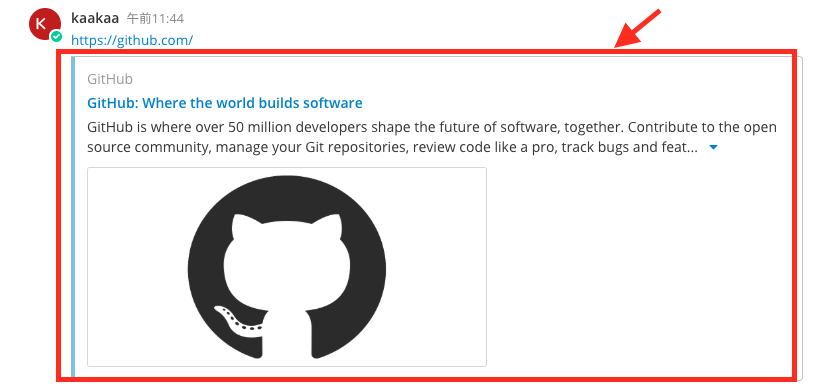 kaakaa 午前11:44
https://github.com/
GitHub
GitHub: Where the world builds software
GitHub is where over 50 million developers shape the future of software, together. Contribute to the open
source community, manage your Git repositories, review code like a pro, track bugs and feat...